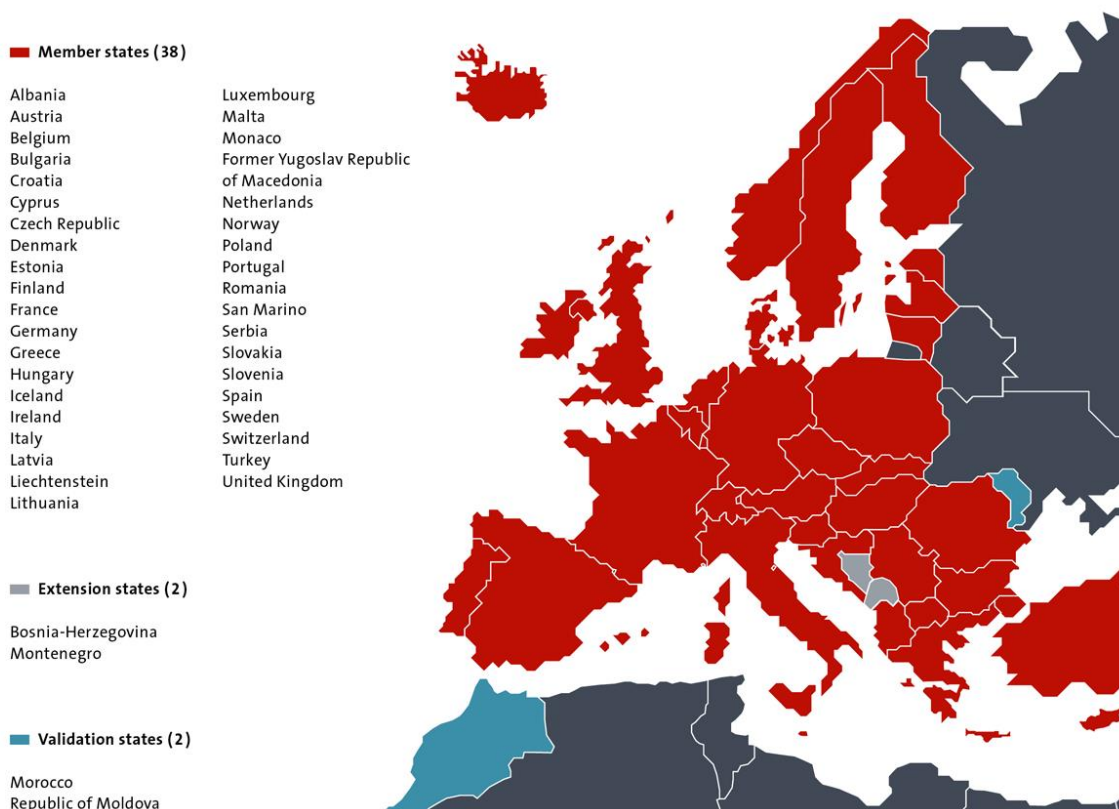 Member states (38)
Albania
Austria
Belgium
Bulgaria
Croatia
Cyprus
Czech Republic
Denmark
Estonia
Finland
France
Germany
Greece
Hungary
Iceland
Ireland
Italy
Latvia
Liechtenstein
Lithuania
Luxembourg
Malta
Monaco
Former Yugoslav Republic
of Macedonia
Netherlands
Norway
Poland
Portugal
Romania
San Marino
Serbia
Slovakia
Slovenia
Spain
Sweden
Switzerland
Turkey
United Kingdom
Extension states (2)
Bosnia-Herzegovina
Montenegro
Validation states (2)
Morocco
Republic of Moldova